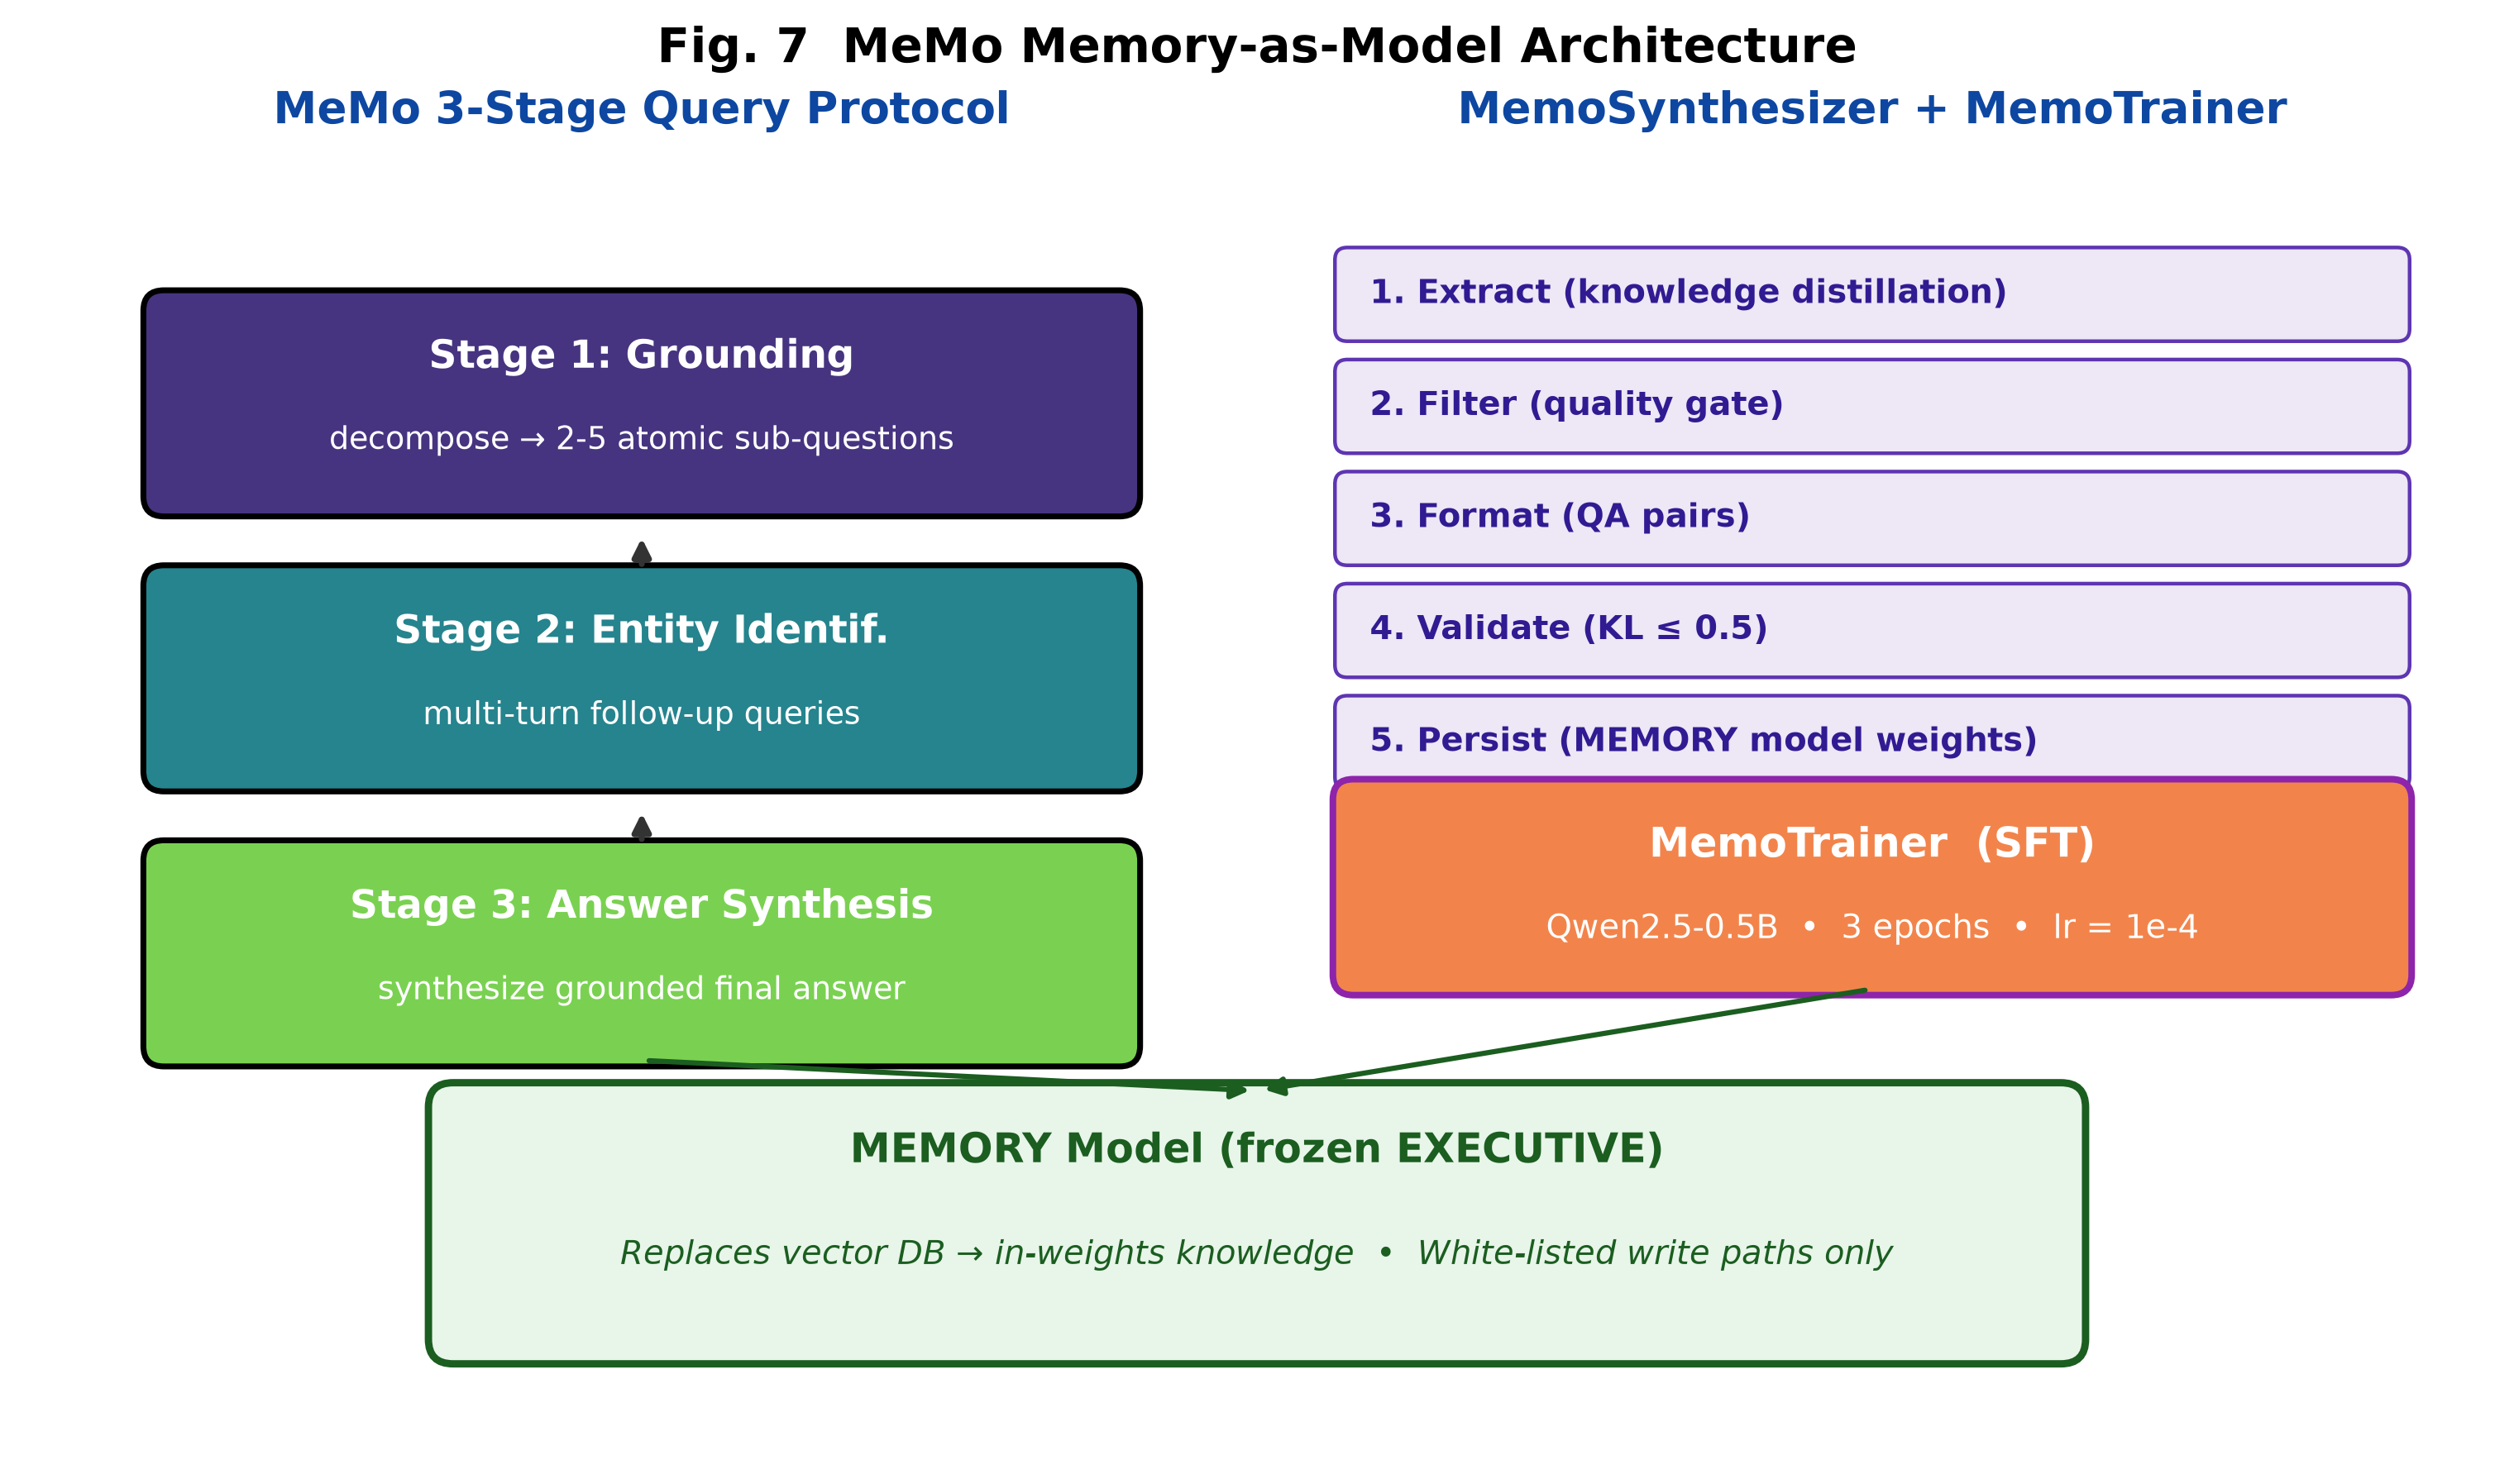 Fig. 7  MeMo Memory-as-Model Architecture
MeMo 3-Stage Query Protocol
Stage 1: Grounding
decompose → 2-5 atomic sub-questions
Stage 2: Entity Identif.
multi-turn follow-up queries
Stage 3: Answer Synthesis
synthesize grounded final answer
MemoSynthesizer + MemoTrainer
1. Extract (knowledge distillation)
2. Filter (quality gate)
3. Format (QA pairs)
4. Validate (KL ≤ 0.5)
5. Persist (MEMORY model weights)
MemoTrainer  (SFT)
Qwen2.5-0.5B  •  3 epochs  •  lr = 1e-4
MEMORY Model (frozen EXECUTIVE)
Replaces vector DB → in-weights knowledge  •  White-listed write paths only